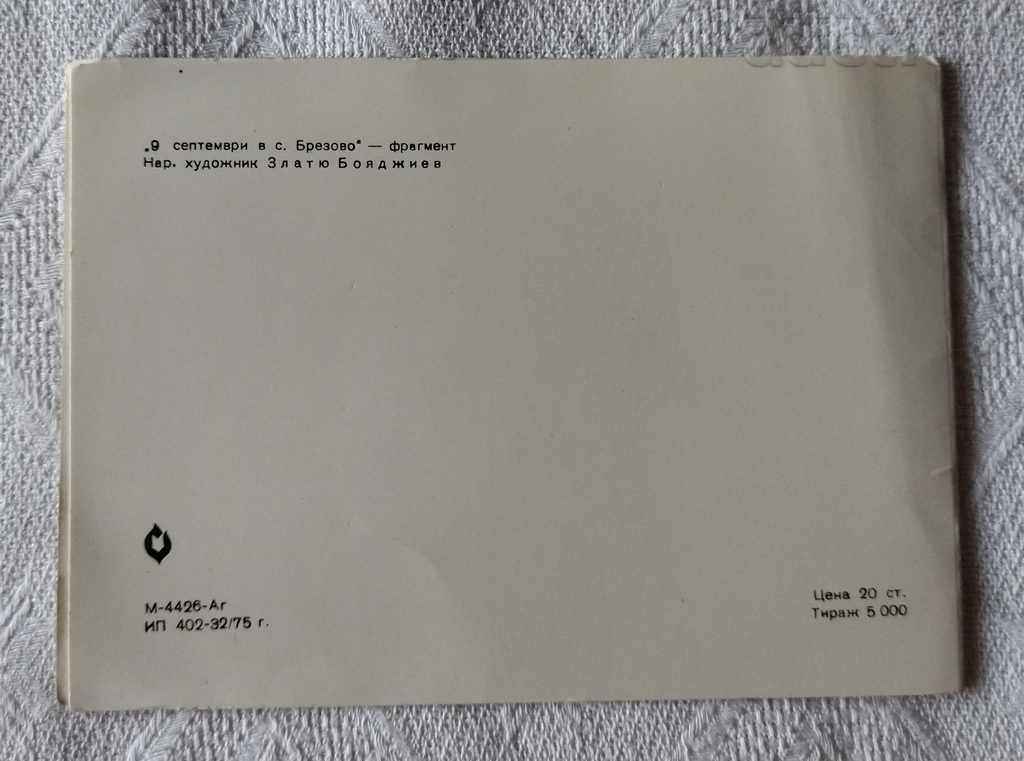 „9 септември в с. Брезово“ — фрагмент
Нар. художник Златю Бояджиев
М-4426-Аг
ИП 402-32/75 г.
Цена 20 ст.
Тираж 5 000